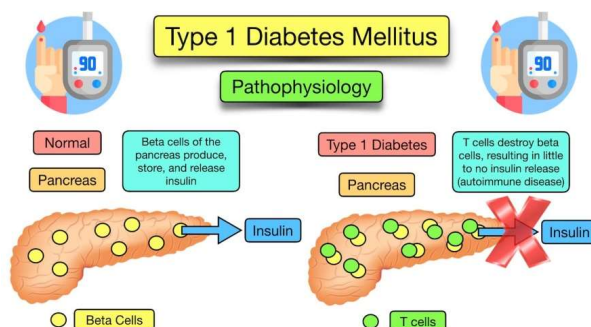 Type 1 Diabetes Mellitus
Pathophysiology
90
90
Normal
Beta cells of the
pancreas produce,
store, and release
insulin
Pancreas
Insulin
Beta Cells
Type 1 Diabetes
T cells destroy beta
cells, resulting in little
to no insulin release
(autoimmune disease)
Pancreas
Insulin
T cells